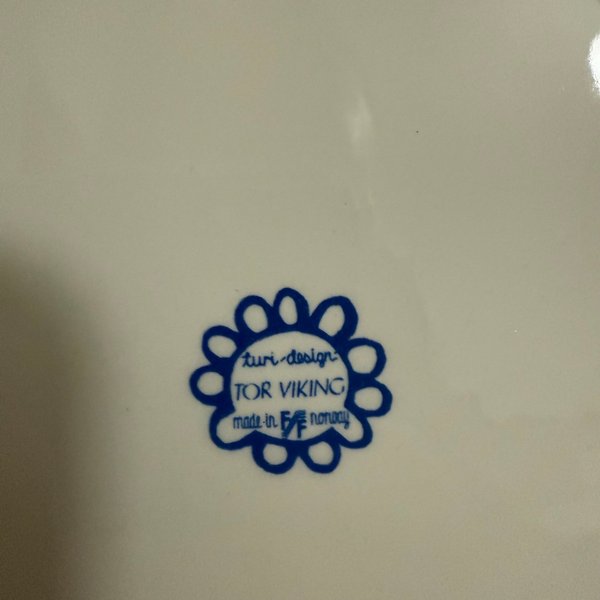 turi-design
TOR VIKING
made-in F/F norway